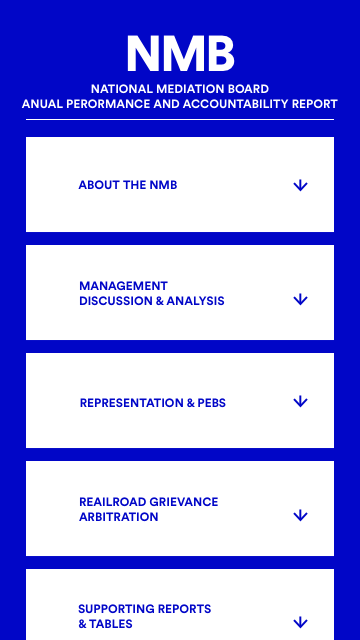 NMB
NATIONAL MEDIATION BOARD
ANUAL PERORMANCE AND ACCOUNTABILITY REPORT
ABOUT THE NMB
MANAGEMENT
DISCUSSION & ANALYSIS
REPRESENTATION & PEBS
REAILROAD GRIEVANCE
ARBITRATION
SUPPORTING REPORTS
& TABLES